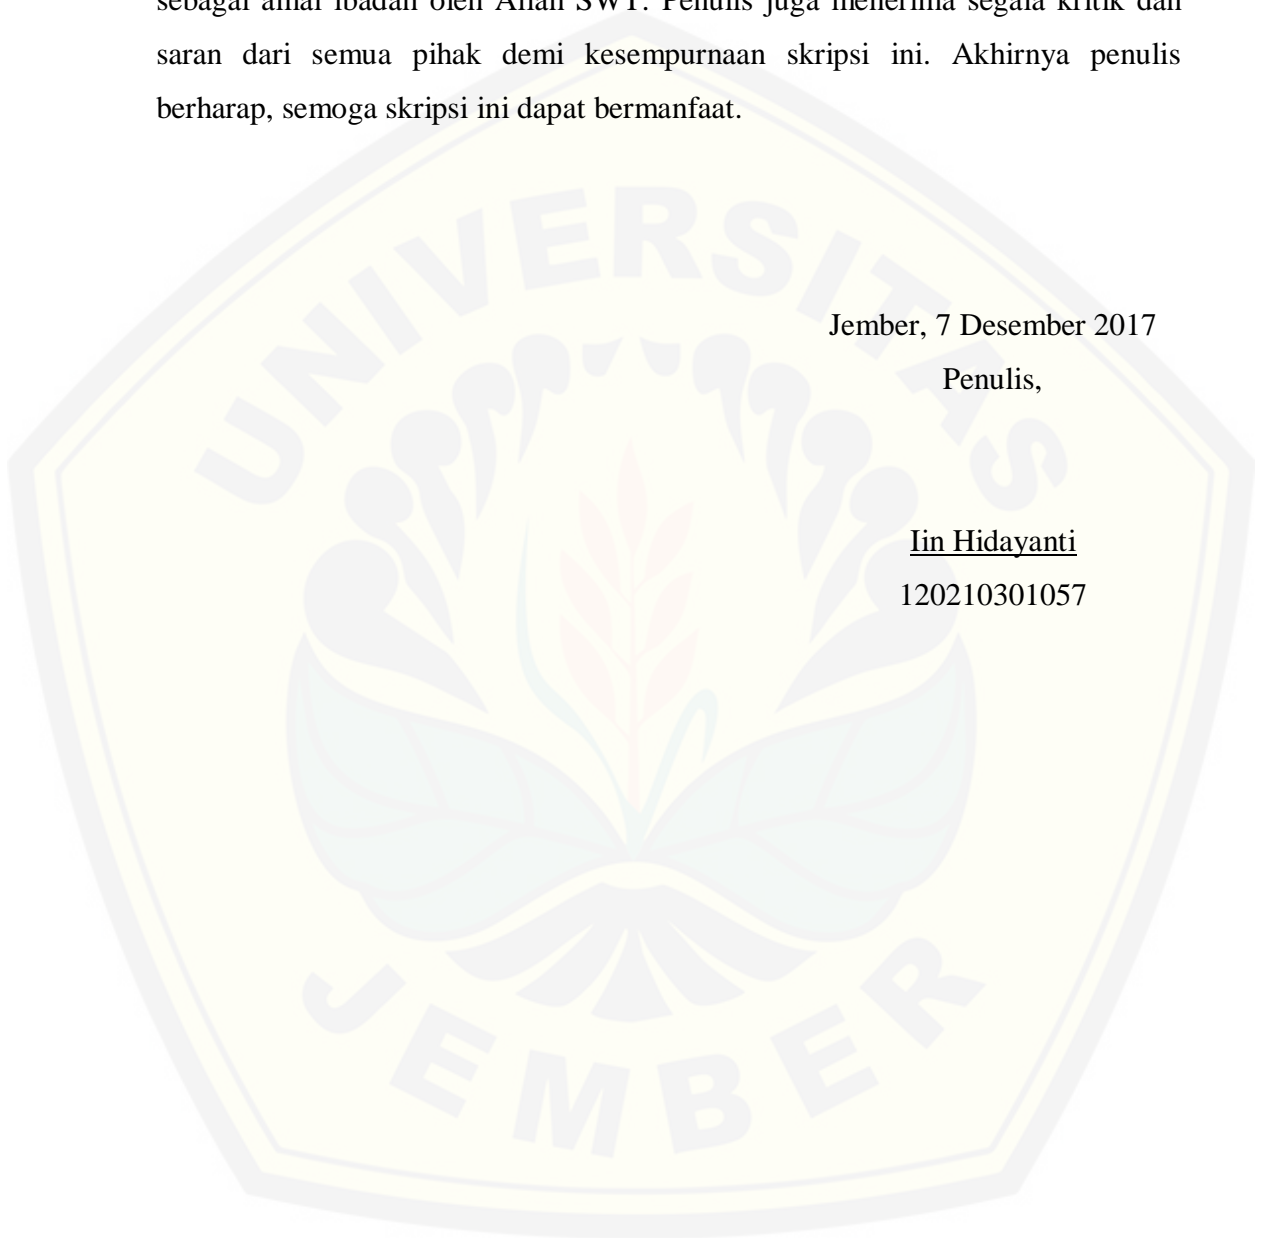 sebagai amal ibadah oleh Allah SWT. Penulis juga menerima segala kritik dan
saran dari semua pihak demi kesempurnaan skripsi ini. Akhirnya penulis
berharap, semoga skripsi ini dapat bermanfaat.
UNIVERSITAS
Jember, 7 Desember 2017
Penulis,
Iin Hidayanti
120210301057
JEMBER